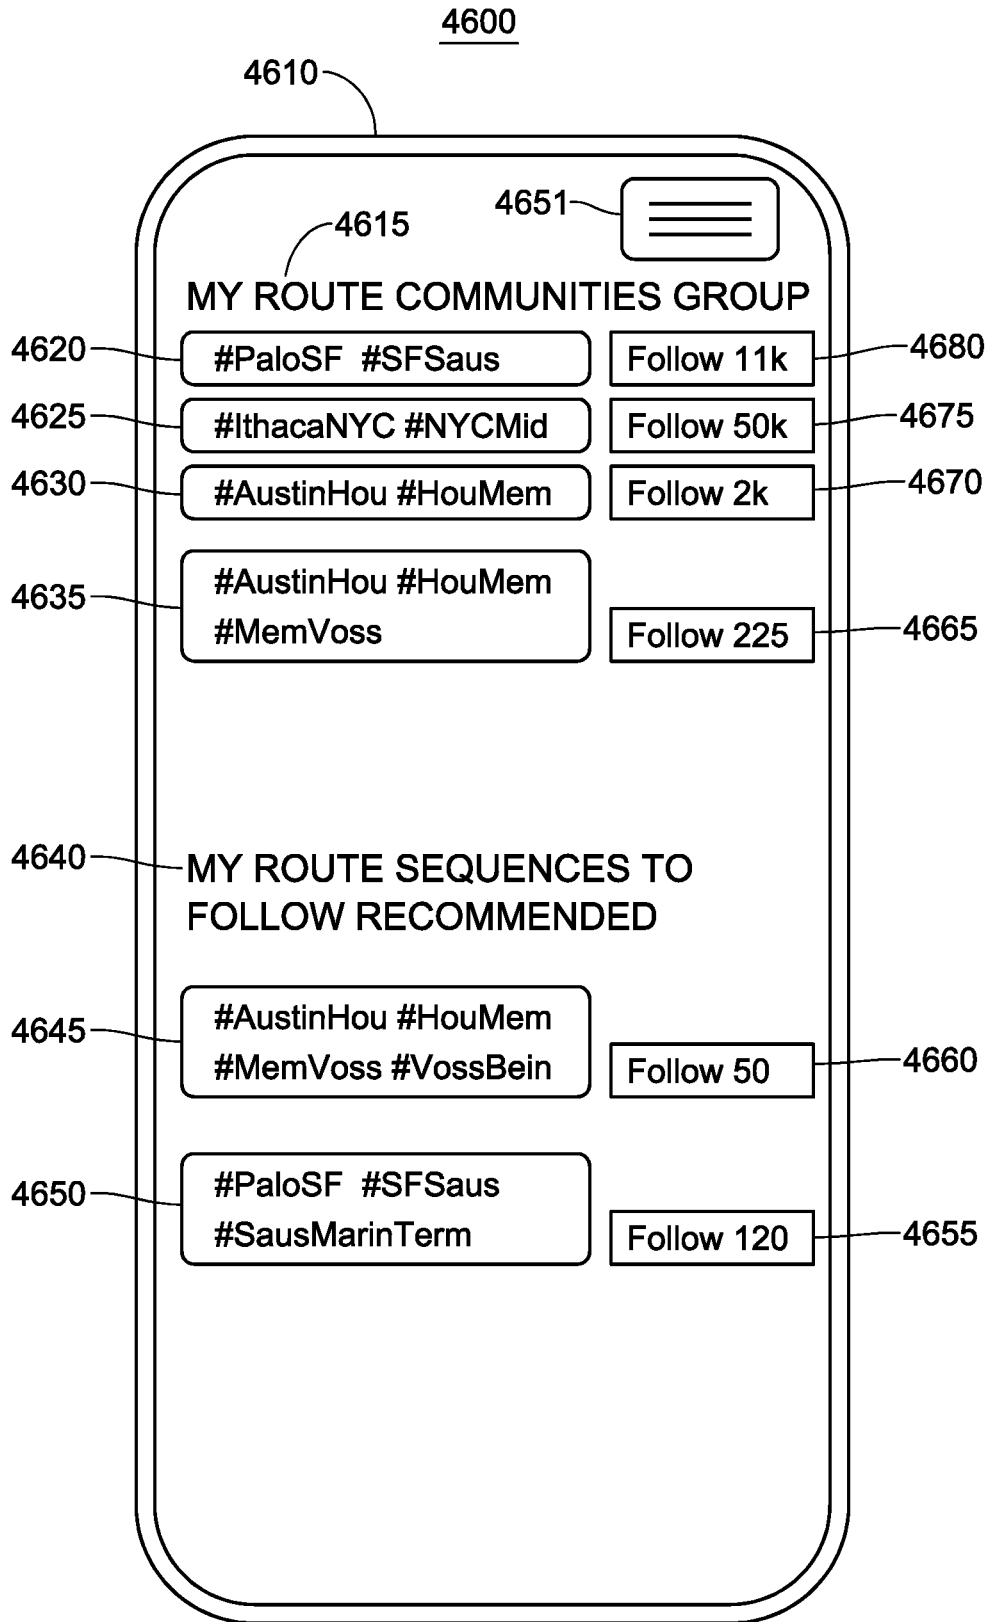 4600
4610
4651
4615
MY ROUTE COMMUNITIES GROUP
4620 #PaloSF #SFSaus Follow 11k 4680
4625 #IthacaNYC #NYCMid Follow 50k 4675
4630 #AustinHou #HouMem Follow 2k 4670
#AustinHou #HouMem
4635
#MemVoss Follow 225 4665
4640 MY ROUTE SEQUENCES TO
FOLLOW RECOMMENDED
#AustinHou #HouMem
4645
#MemVoss #VossBein Follow 50 4660
#PaloSF #SFSaus
4650
#SausMarinTerm Follow 120 4655